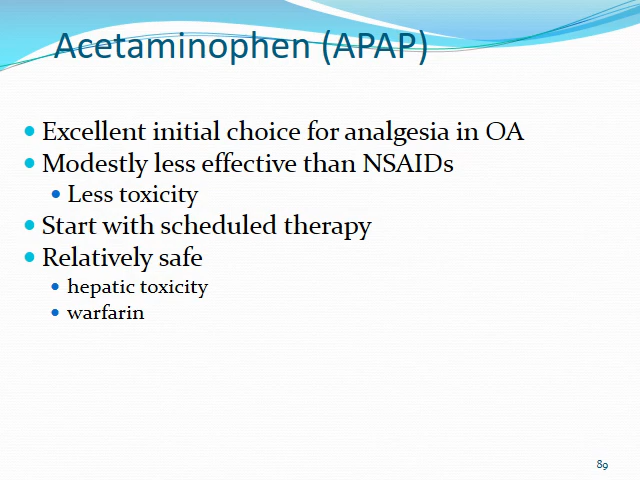 Acetaminophen (APAP)
Excellent initial choice for analgesia in OA
Modestly less effective than NSAIDs
Less toxicity
Start with scheduled therapy
Relatively safe
hepatic toxicity
warfarin
89